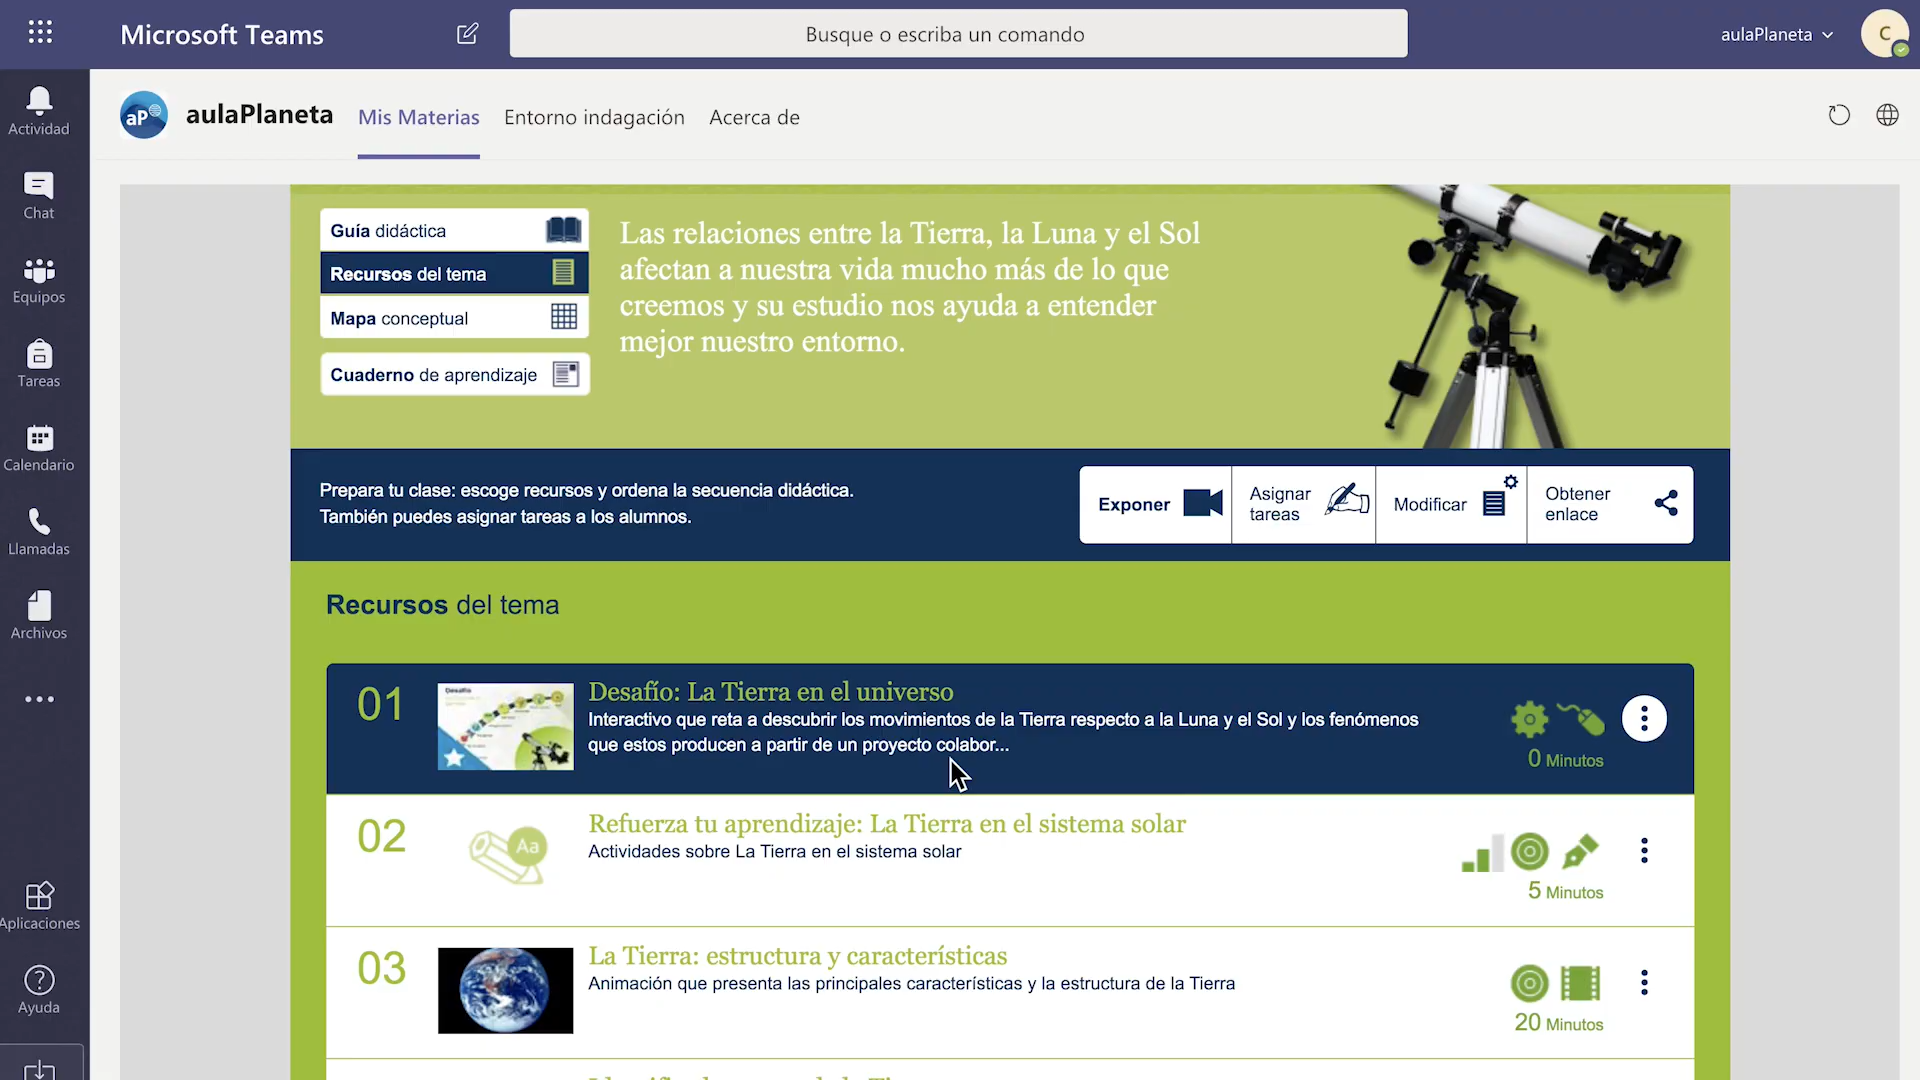 Microsoft Teams
Busque o escriba un comando
aulaPlaneta
C
Actividad
Chat
Equipos
Tareas
Calendario
Llamadas
Archivos
Aplicaciones
Ayuda
aP
aulaPlaneta
Mis Materias
Entorno indagación
Acerca de
Guía didáctica
Recursos del tema
Mapa conceptual
Cuaderno de aprendizaje
Las relaciones entre la Tierra, la Luna y el Sol
afectan a nuestra vida mucho más de lo que
creemos y su estudio nos ayuda a entender
mejor nuestro entorno.
Prepara tu clase: escoge recursos y ordena la secuencia didáctica.
También puedes asignar tareas a los alumnos.
Exponer
Asignar
tareas
Modificar
Obtener
enlace
Recursos del tema
01
Desafío
Desafío: La Tierra en el universo
Interactivo que reta a descubrir los movimientos de la Tierra respecto a la Luna y el Sol y los fenómenos
que estos producen a partir de un proyecto colabor...
0 Minutos
02
Aa
Refuerza tu aprendizaje: La Tierra en el sistema solar
Actividades sobre La Tierra en el sistema solar
5 Minutos
03
La Tierra: estructura y características
Animación que presenta las principales características y la estructura de la Tierra
20 Minutos